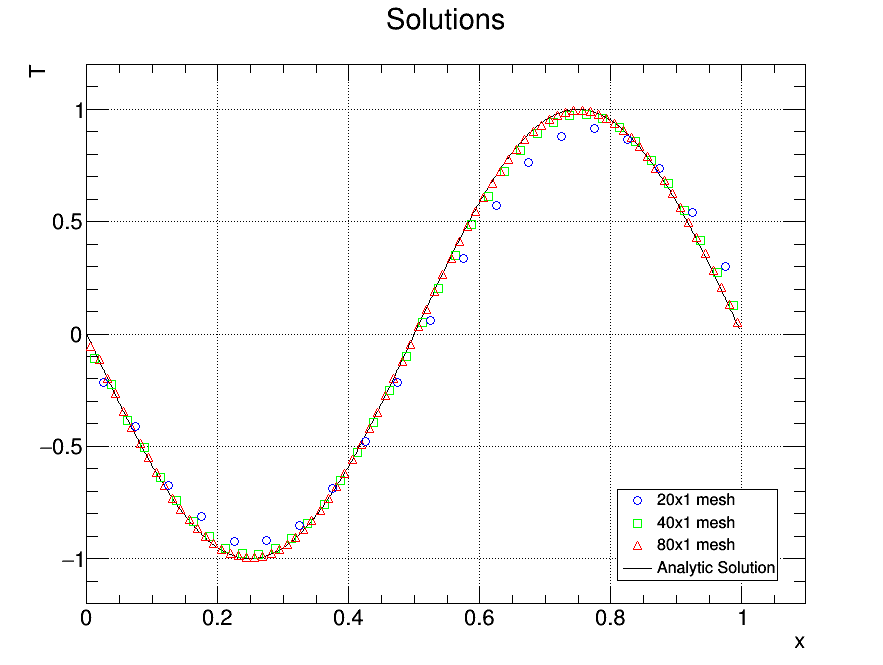 Solutions
T
1
0.5
0
−0.5
−1
0 0.2 0.4 0.6 0.8 1
x
20x1 mesh
40x1 mesh
80x1 mesh
Analytic Solution